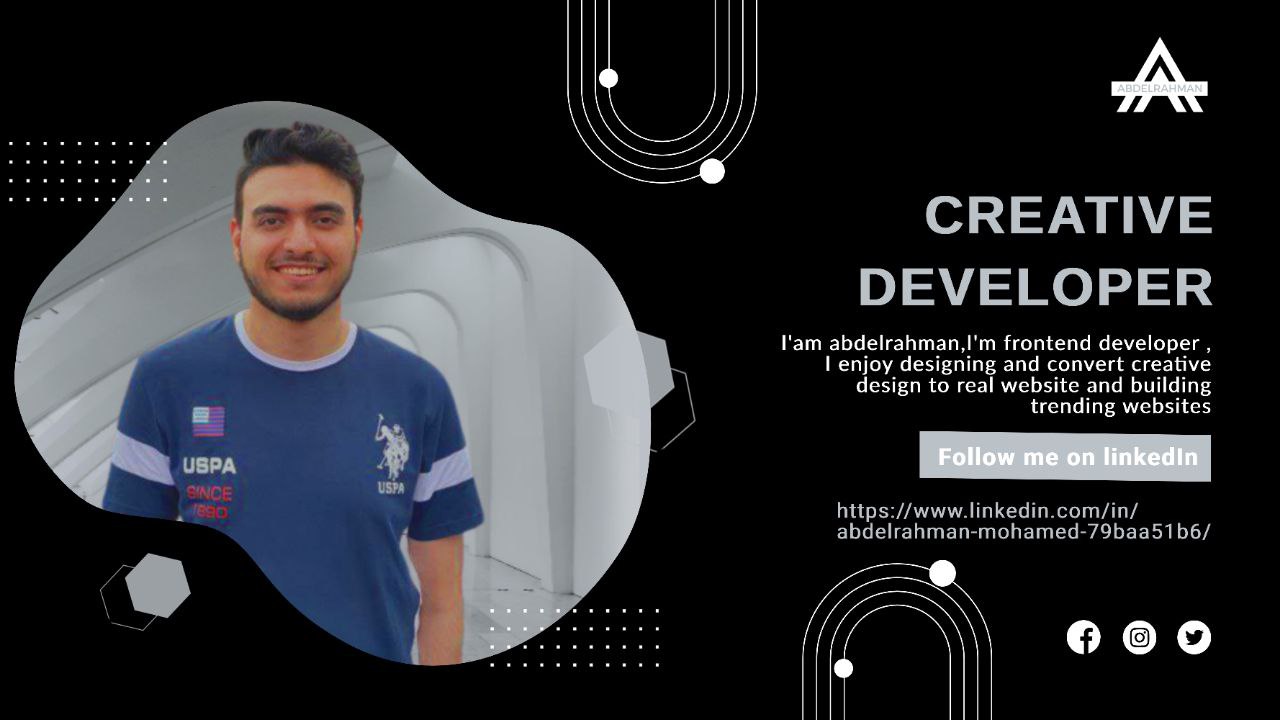 ABDELRAHMAN
CREATIVE
DEVELOPER
I'am abdelrahman,I'm frontend developer ,
I enjoy designing and convert creative
design to real website and building
trending websites
Follow me on linkedIn
https://www.linkedin.com/in/
abdelrahman-mohamed-79baa51b6/
USPA
SINCE
1890
USPA